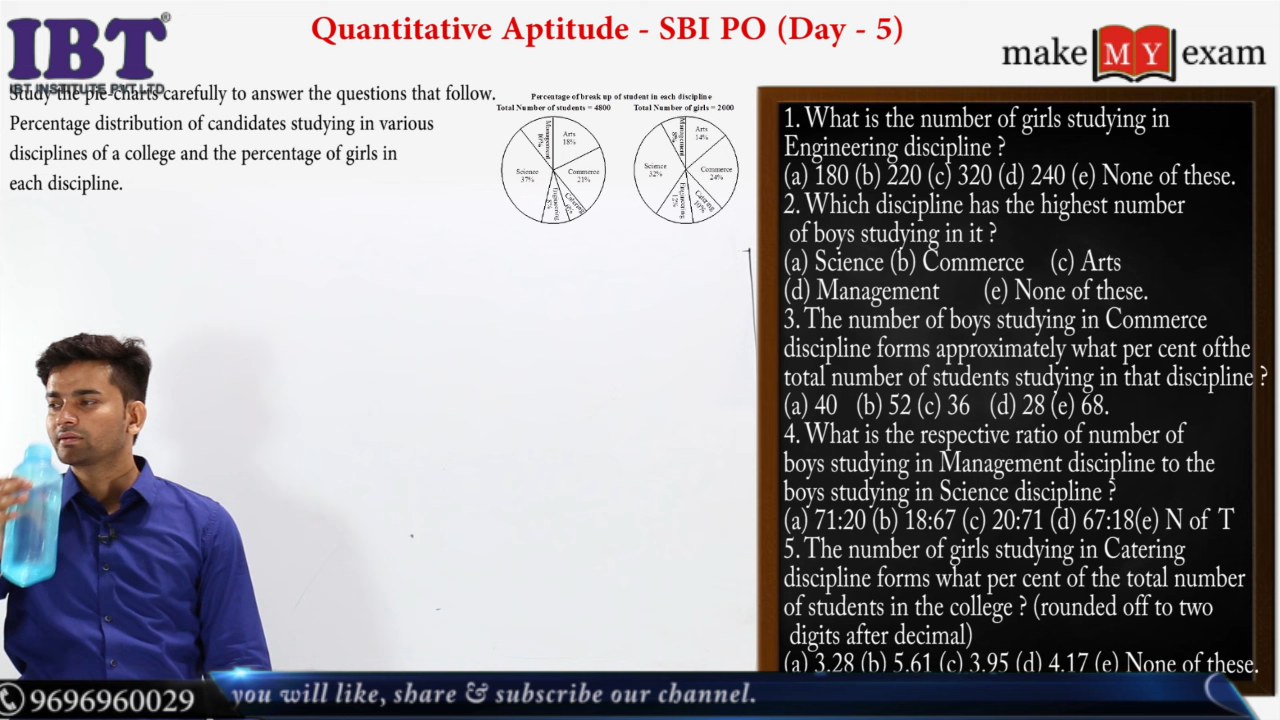 IBT®
IBT INSTITUTE PVT.LTD
Quantitative Aptitude - SBI PO (Day - 5)
make MY exam
Study the pie-charts carefully to answer the questions that follow.
Percentage distribution of candidates studying in various
disciplines of a college and the percentage of girls in
each discipline.
Percentage of break up of student in each discipline
Total Number of students = 4800
Total Number of girls = 2000
Management
10%
Arts
18%
Commerce
21%
Catering
Engineering
Science
37%
Management
8%
Arts
14%
Commerce
24%
Catering
10%
Engineering
12%
Science
32%
1. What is the number of girls studying in
Engineering discipline ?
(a) 180 (b) 220 (c) 320 (d) 240 (e) None of these.
2. Which discipline has the highest number
of boys studying in it ?
(a) Science (b) Commerce (c) Arts
(d) Management (e) None of these.
3. The number of boys studying in Commerce
discipline forms approximately what per cent ofthe
total number of students studying in that discipline ?
(a) 40 (b) 52 (c) 36 (d) 28 (e) 68.
4. What is the respective ratio of number of
boys studying in Management discipline to the
boys studying in Science discipline ?
(a) 71:20 (b) 18:67 (c) 20:71 (d) 67:18(e) N of T
5. The number of girls studying in Catering
discipline forms what per cent of the total number
of students in the college ? (rounded off to two
digits after decimal)
(a) 3.28 (b) 5.61 (c) 3.95 (d) 4.17 (e) None of these.
9696960029
you will like, share & subscribe our channel.